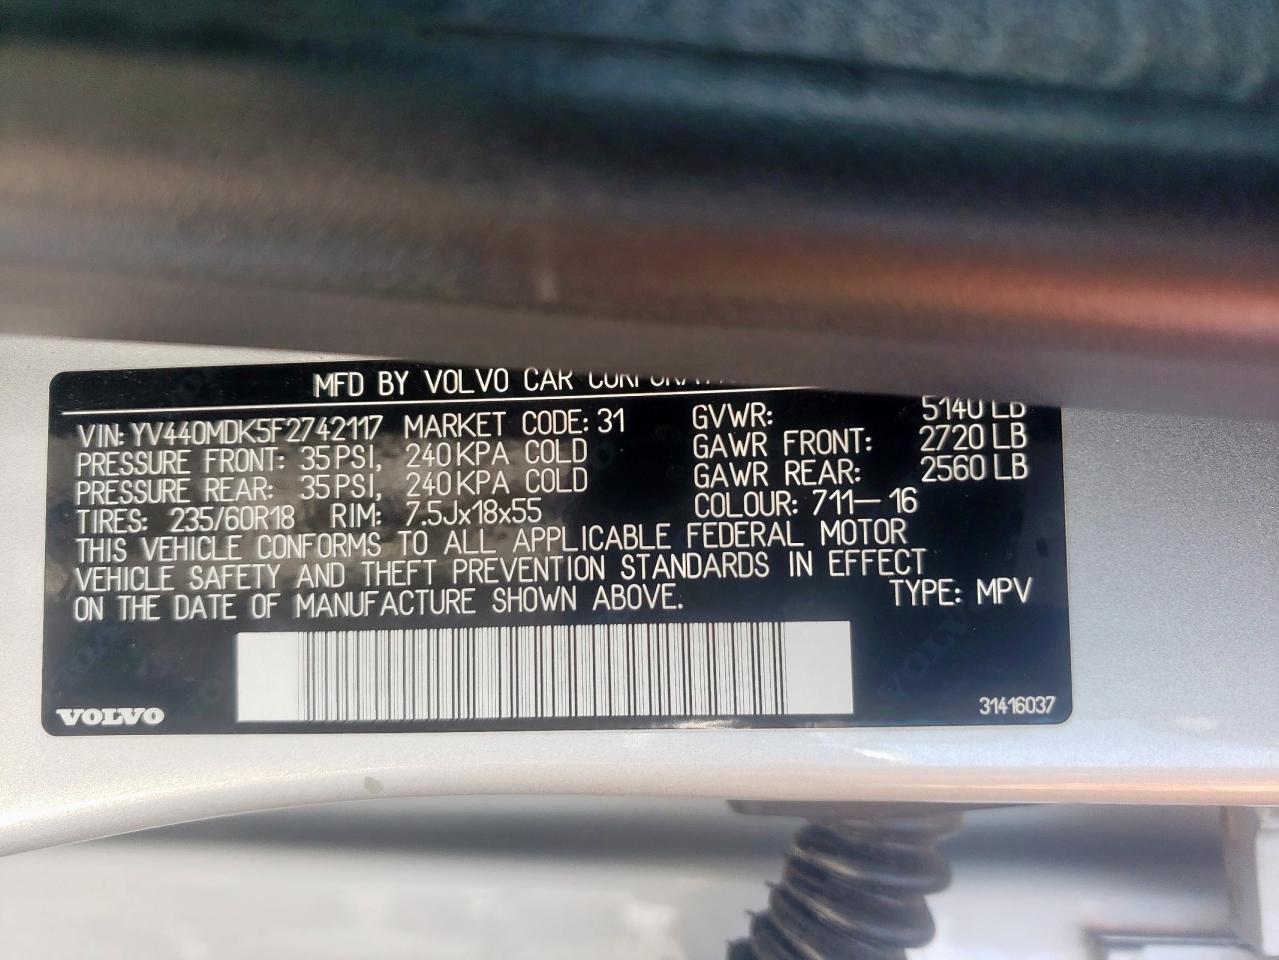 MFD BY VOLVO CAR CORPORAT
VIN: YV440MDK5F2742117 MARKET CODE: 31 GVWR: 5140 LB
PRESSURE FRONT: 35 PSI, 240 KPA COLD GAWR FRONT: 2720 LB
PRESSURE REAR: 35 PSI, 240 KPA COLD GAWR REAR: 2560 LB
TIRES: 235/60R18 RIM: 7.5Jx18x55 COLOUR: 711-16
THIS VEHICLE CONFORMS TO ALL APPLICABLE FEDERAL MOTOR
VEHICLE SAFETY AND THEFT PREVENTION STANDARDS IN EFFECT
ON THE DATE OF MANUFACTURE SHOWN ABOVE. TYPE: MPV
VOLVO 31416037